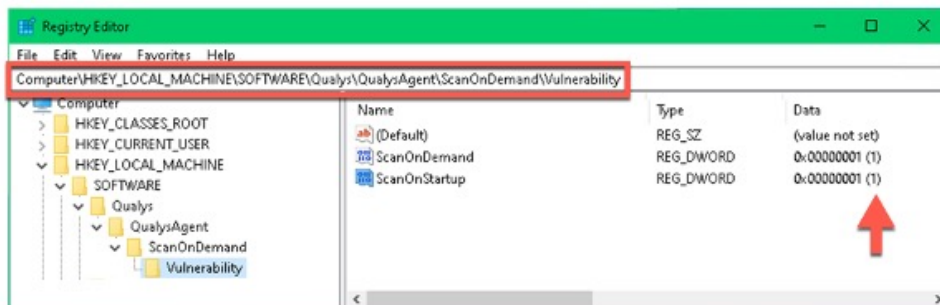 Registry Editor
File Edit View Favorites Help
Computer\HKEY_LOCAL_MACHINE\SOFTWARE\Qualys\QualysAgent\ScanOnDemand\Vulnerability
Computer
HKEY_CLASSES_ROOT
HKEY_CURRENT_USER
HKEY_LOCAL_MACHINE
SOFTWARE
Qualys
QualysAgent
ScanOnDemand
Vulnerability
Name Type Data
(Default) REG_SZ (value not set)
ScanOnDemand REG_DWORD 0x00000001 (1)
ScanOnStartup REG_DWORD 0x00000001 (1)